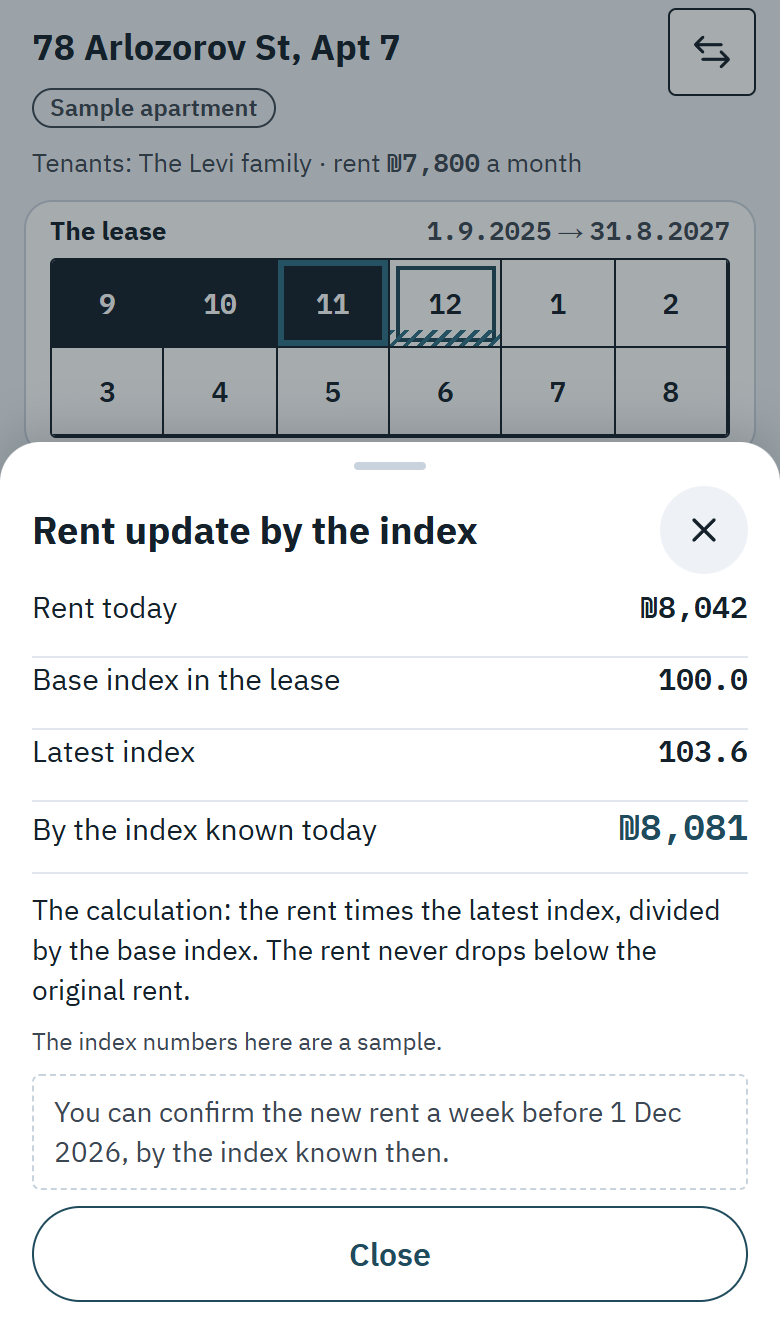 78 Arlozorov St, Apt 7
Sample apartment
Tenants: The Levi family · rent ₪7,800 a month
The lease 1.9.2025 → 31.8.2027
9 10 11 12 1 2
3 4 5 6 7 8
Rent update by the index
Rent today ₪8,042
Base index in the lease 100.0
Latest index 103.6
By the index known today ₪8,081
The calculation: the rent times the latest index, divided
by the base index. The rent never drops below the
original rent.
The index numbers here are a sample.
You can confirm the new rent a week before 1 Dec
2026, by the index known then.
Close